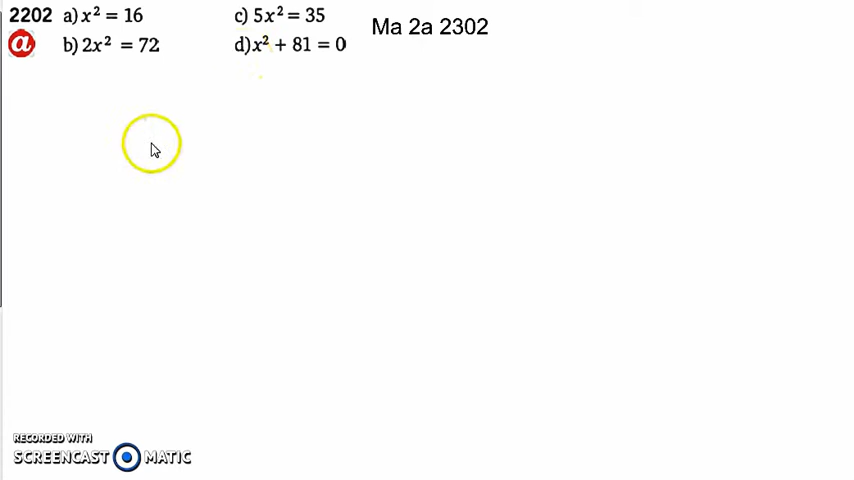 2202 a) x² = 16 c) 5x² = 35
b) 2x² = 72 d) x² + 81 = 0
Ma 2a 2302
a
RECORDED WITH
SCREENCAST MATIC